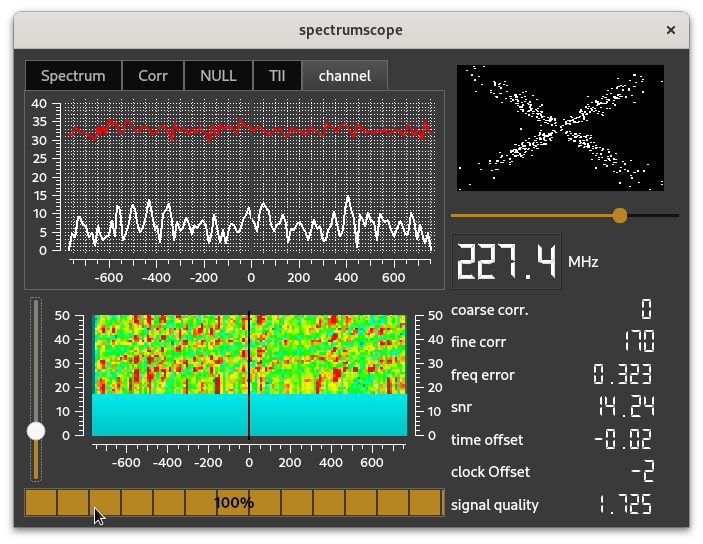 spectrumscope
×
Spectrum Corr NULL TII channel
40
35
30
25
20
15
10
5
0
-600 -400 -200 0 200 400 600
227.4 MHz
50 50
40 40
30 30
20 20
10 10
0 0
-600 -400 -200 0 200 400 600
100%
coarse corr. 0
fine corr 170
freq error 0.323
snr 14.24
time offset -0.02
clock Offset -2
signal quality 1.725